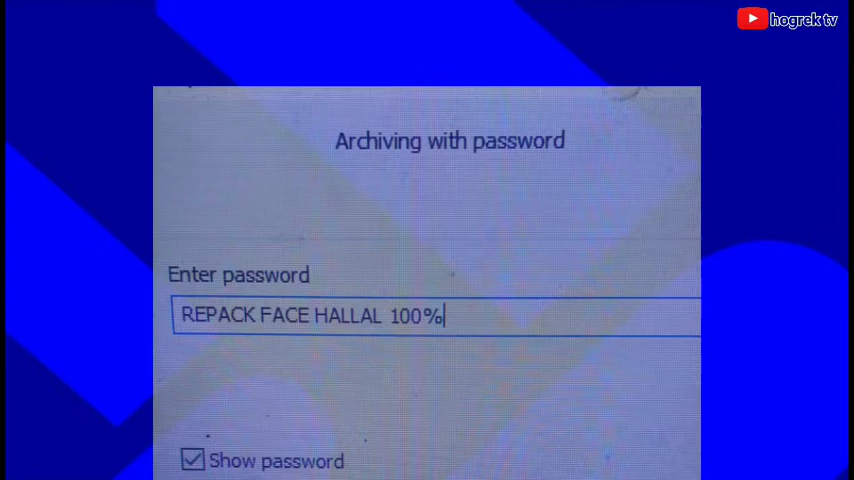 hogrek tv
Archiving with password
Enter password
REPACK FACE HALLAL 100%
Show password